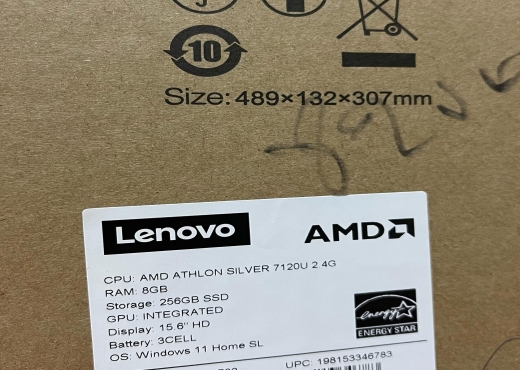 10
Size: 489×132×307mm
Lenovo AMD
CPU: AMD ATHLON SILVER 7120U 2.4G
RAM: 8GB
Storage: 256GB SSD
GPU: INTEGRATED
Display: 15.6" HD
Battery: 3CELL
OS: Windows 11 Home SL
energy
ENERGY STAR
UPC: 198153346783